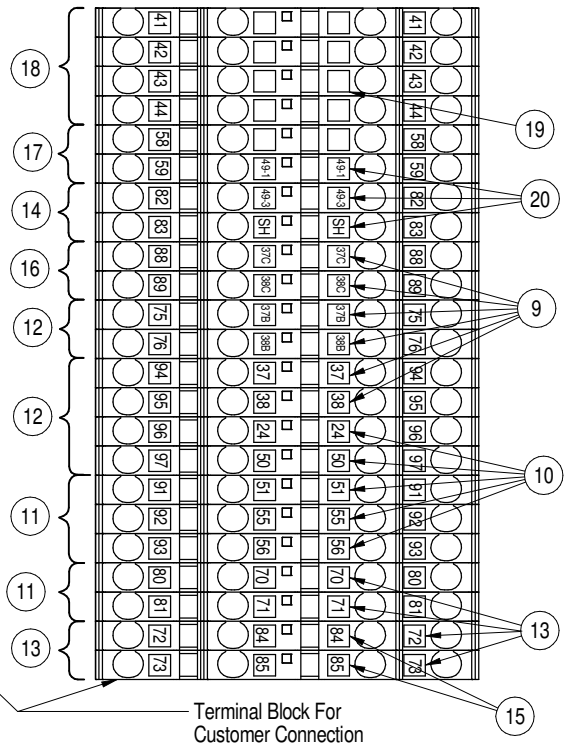 41 41
42 42
18 43 43
44 44
19
58 58
17 59 49-1 49-1 59
20
82 49-3 49-3 82
14 83 SH SH 83
88 37C 37C 88
16 89 38C 38C 89
9
75 37B 37B 75
12 76 38B 38B 76
94 37 37 94
95 38 38 95
12 96 24 24 96
97 50 50 97
10
91 51 51 91
11 92 55 55 92
93 56 56 93
80 70 70 80
11 81 71 71 81
13
72 84 84 72
13 73 85 85 73
15
Terminal Block For
Customer Connection